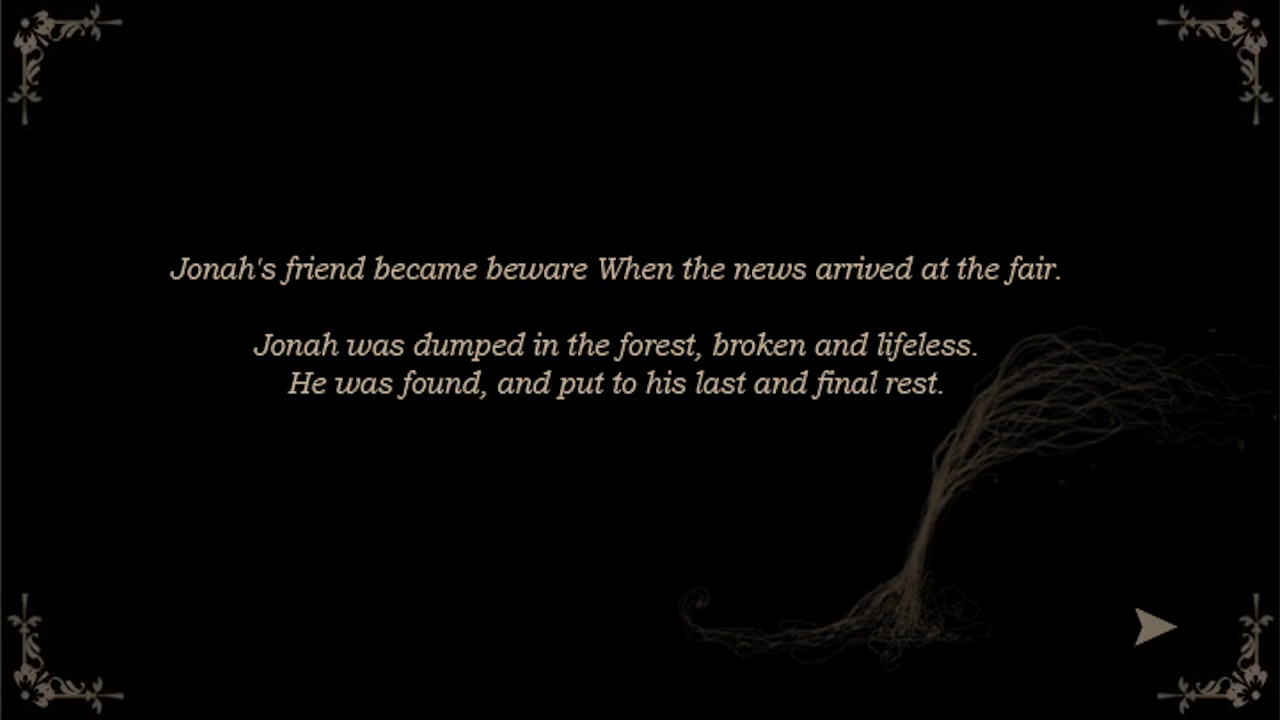 Jonah's friend became beware When the news arrived at the fair.
Jonah was dumped in the forest, broken and lifeless.
He was found, and put to his last and final rest.